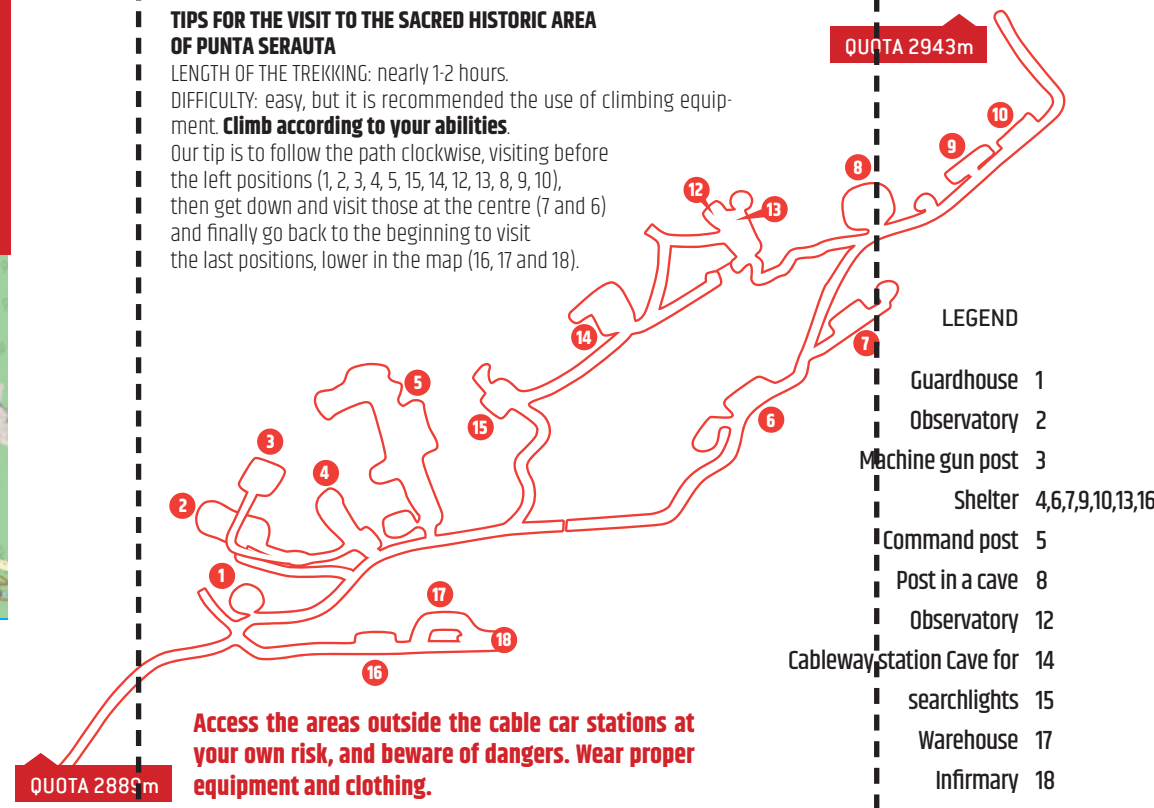 TIPS FOR THE VISIT TO THE SACRED HISTORIC AREA
OF PUNTA SERAUTA
LENGTH OF THE TREKKING: nearly 1-2 hours.
DIFFICULTY: easy, but it is recommended the use of climbing equip-
ment. Climb according to your abilities.
Our tip is to follow the path clockwise, visiting before
the left positions (1, 2, 3, 4, 5, 15, 14, 12, 13, 8, 9, 10),
then get down and visit those at the centre (7 and 6)
and finally go back to the beginning to visit
the last positions, lower in the map (16, 17 and 18).
QUOTA 2943m
10
9
8
12
13
14
7
5
15
6
3
4
2
1
17
18
16
LEGEND
Guardhouse 1
Observatory 2
Machine gun post 3
Shelter 4,6,7,9,10,13,16
Command post 5
Post in a cave 8
Observatory 12
Cableway station Cave for 14
searchlights 15
Warehouse 17
Infirmary 18
Access the areas outside the cable car stations at
your own risk, and beware of dangers. Wear proper
equipment and clothing.
QUOTA 2889m